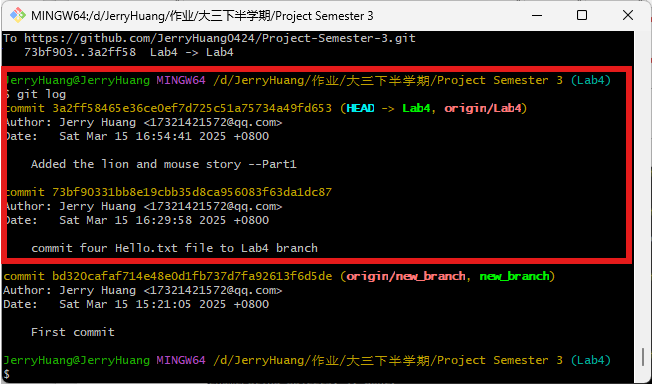 MINGW64:/d/JerryHuang/作业/大三下半学期/Project Semester 3
To https://github.com/JerryHuang0424/Project-Semester-3.git
73bf903..3a2ff58  Lab4 -> Lab4
JerryHuang@JerryHuang MINGW64 /d/JerryHuang/作业/大三下半学期/Project Semester 3 (Lab4)
$ git log
commit 3a2ff58465e36ce0ef7d725c51a75734a49fd653 (HEAD -> Lab4, origin/Lab4)
Author: Jerry Huang <17321421572@qq.com>
Date:   Sat Mar 15 16:54:41 2025 +0800
Added the lion and mouse story --Part1
commit 73bf90331bb8e19cbb35d8ca956083f63da1dc87
Author: Jerry Huang <17321421572@qq.com>
Date:   Sat Mar 15 16:29:58 2025 +0800
commit four Hello.txt file to Lab4 branch
commit bd320cafaf714e48e0d1fb737d7fa92613f6d5de (origin/new_branch, new_branch)
Author: Jerry Huang <17321421572@qq.com>
Date:   Sat Mar 15 15:21:05 2025 +0800
First commit
JerryHuang@JerryHuang MINGW64 /d/JerryHuang/作业/大三下半学期/Project Semester 3 (Lab4)
$